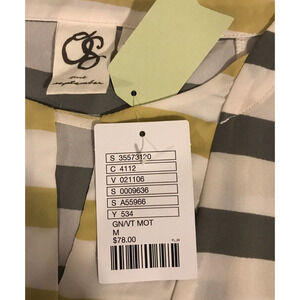 OS
one
september
S 35573120
C 4112
V 021106
S 0009636
S A55966
Y 534
GN/VT MOT
M
$78.00